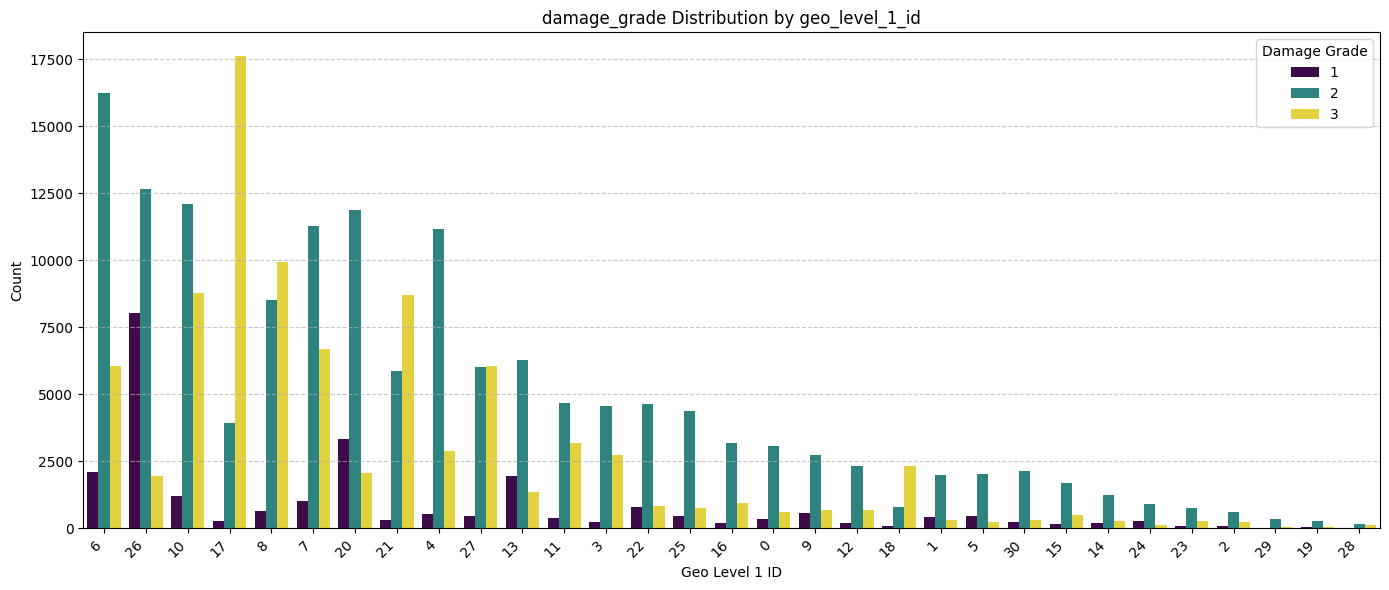 damage_grade Distribution by geo_level_1_id
Damage Grade
1
2
3
Count
17500
15000
12500
10000
7500
5000
2500
0
6 26 10 17 8 7 20 21 4 27 13 11 3 22 25 16 0 9 12 18 1 5 30 15 14 24 23 2 29 19 28
Geo Level 1 ID